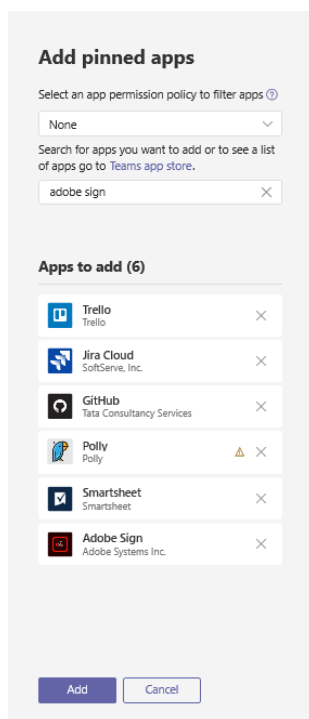 Add pinned apps
Select an app permission policy to filter apps ?
None
Search for apps you want to add or to see a list
of apps go to Teams app store.
adobe sign
Apps to add (6)
Trello
Trello
Jira Cloud
SoftServe, Inc.
GitHub
Tata Consultancy Services
Polly
Polly
Smartsheet
Smartsheet
Adobe Sign
Adobe Systems Inc.
Add Cancel